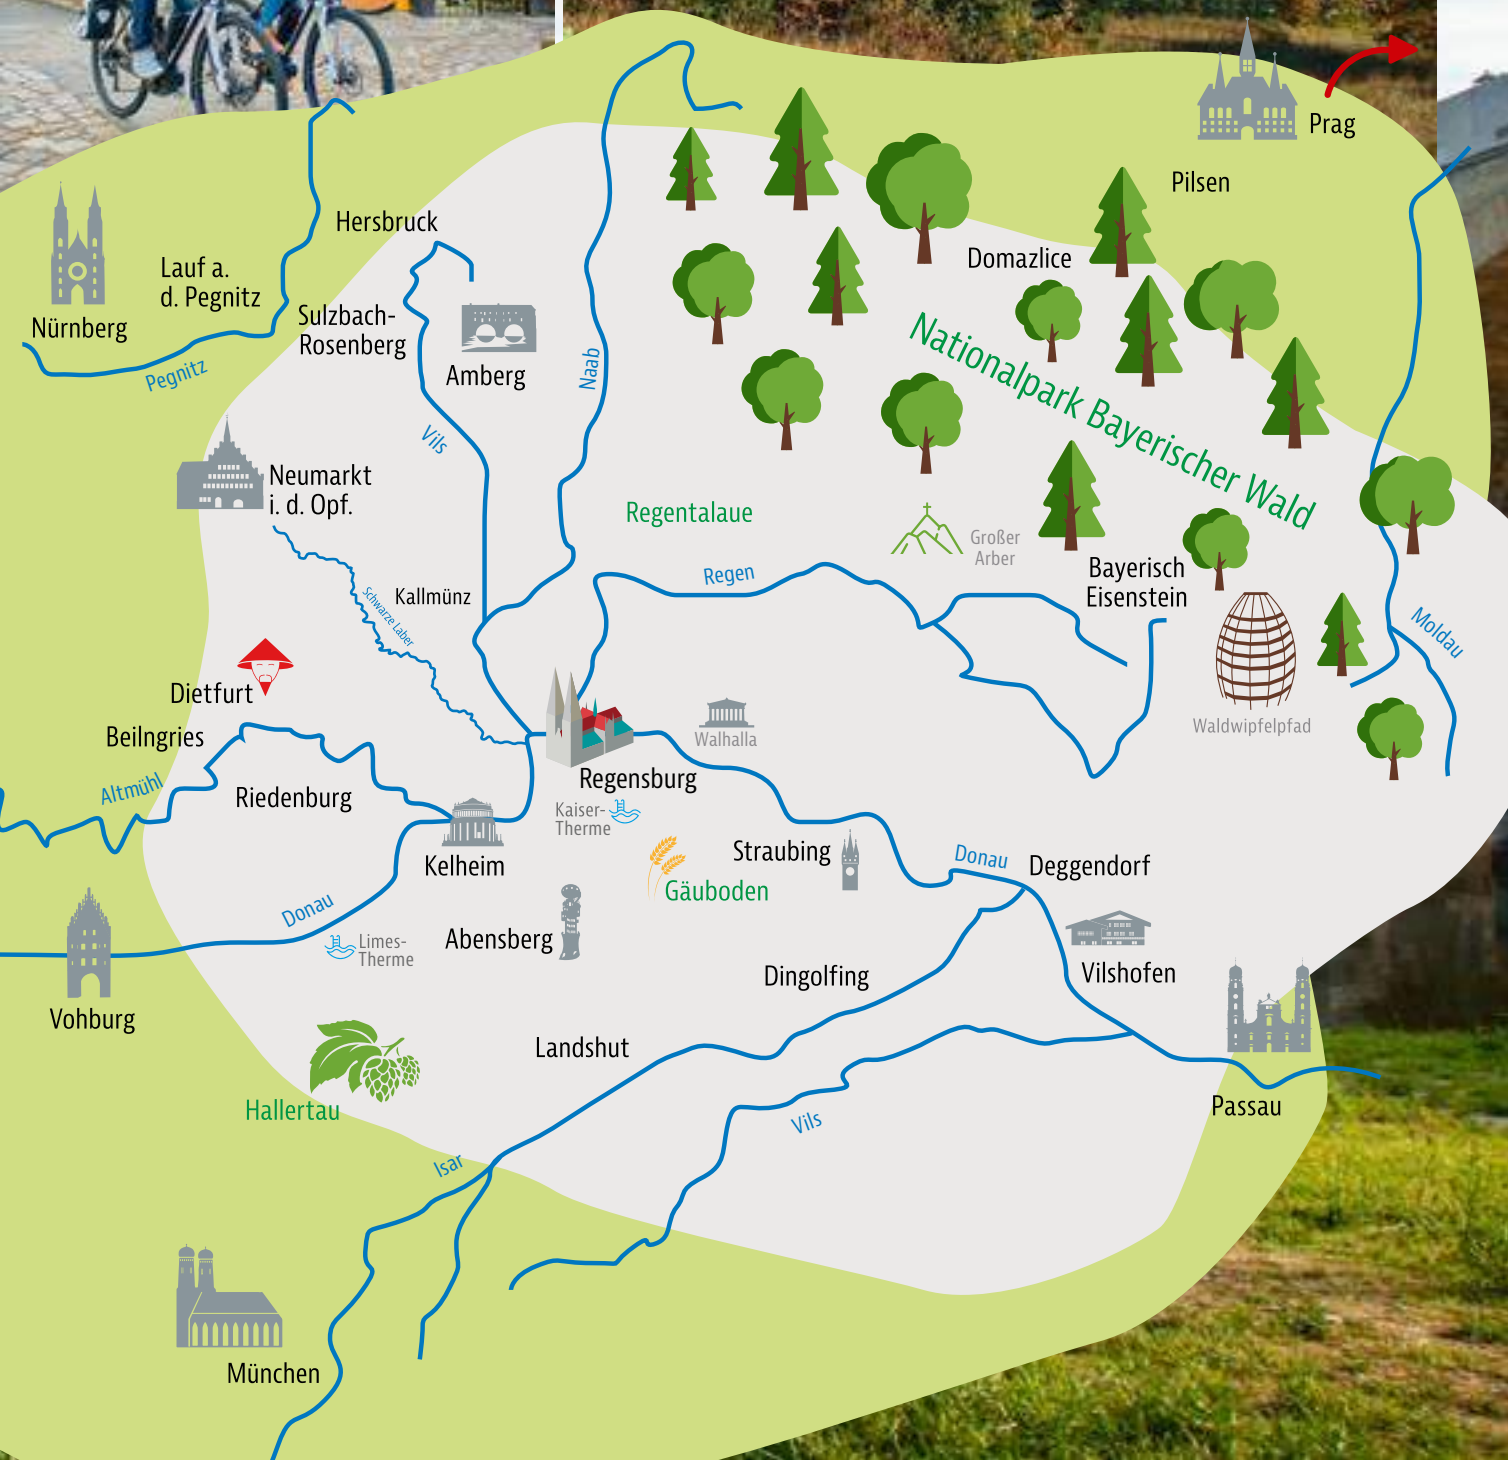 Prag
Pilsen
Hersbruck
Lauf a.
d. Pegnitz
Nürnberg
Sulzbach-
Rosenberg
Pegnitz
Amberg
Naab
Vils
Domazlice
Nationalpark Bayerischer Wald
Neumarkt
i. d. Opf.
Regentalaue
Großer
Arber
Regen
Bayerisch
Eisenstein
Kallmünz
Schwarze Laber
Moldau
Dietfurt
Beilngries
Waldwipfelpfad
Walhalla
Regensburg
Altmühl
Riedenburg
Kaiser-
Therme
Kelheim
Straubing
Donau
Deggendorf
Gäuboden
Donau
Limes-
Therme
Abensberg
Dingolfing
Vilshofen
Vohburg
Landshut
Hallertau
Passau
Vils
Isar
München